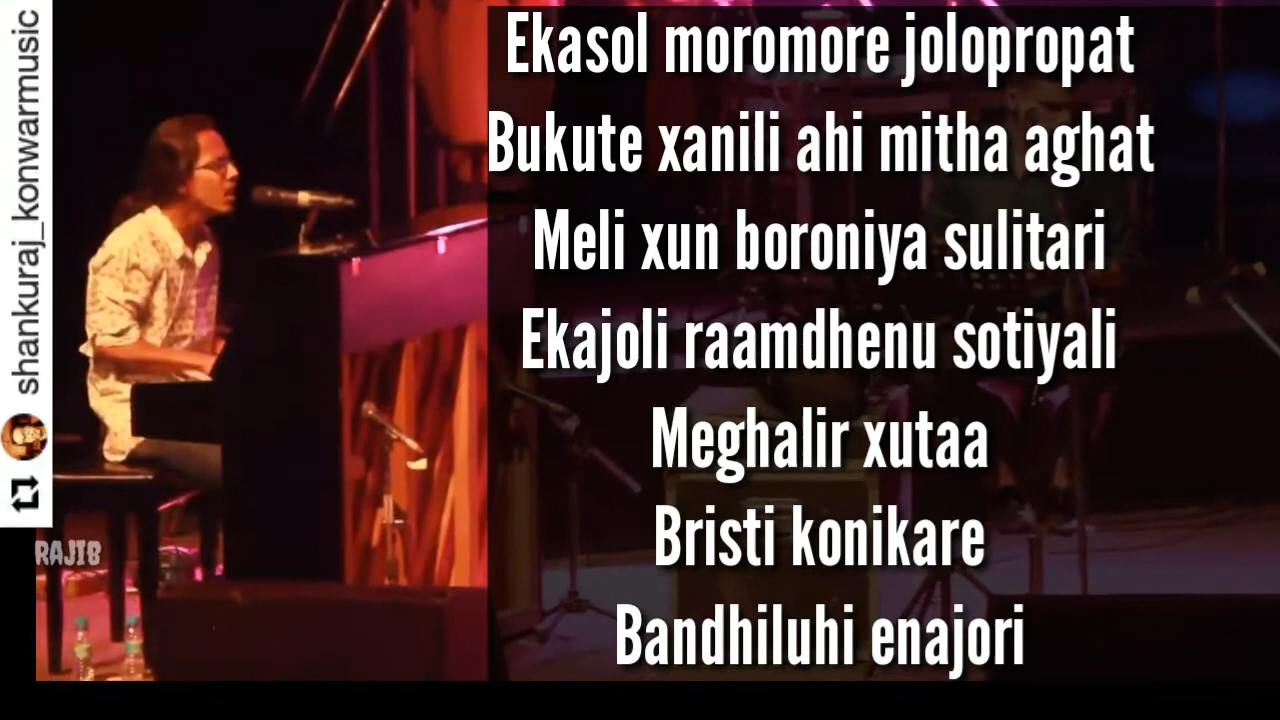 shankuraj_konwarmusic
Ekasol moromore jolopropat
Bukute xanili ahi mitha aghat
Meli xun boroniya sulitari
Ekajoli raamdhenu sotiyali
Meghalir xutaa
Bristi konikare
Bandhiluhi enajori
RAJIB